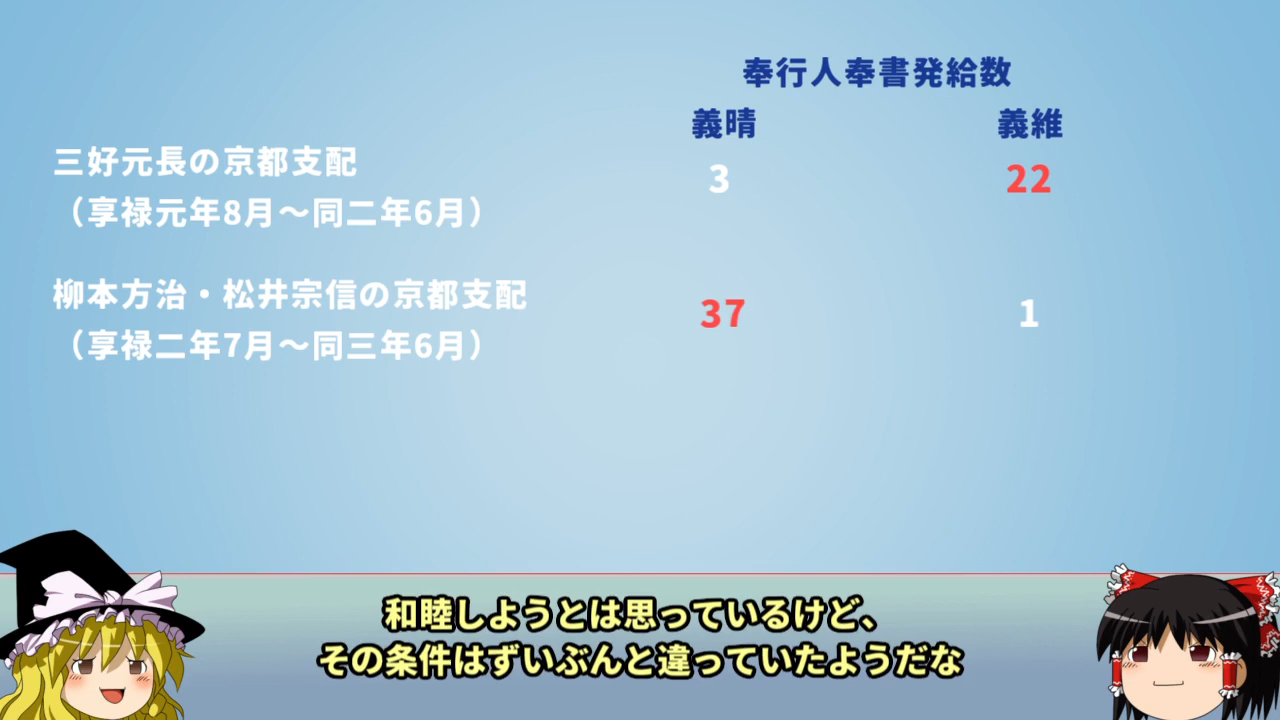 奉行人奉書発給数
義晴 義維
三好元長の京都支配
（享禄元年8月〜同二年6月）
3 22
柳本方治・松井宗信の京都支配
（享禄二年7月〜同三年6月）
37 1
和睦しようとは思っているけど、
その条件はずいぶんと違っていたようだな